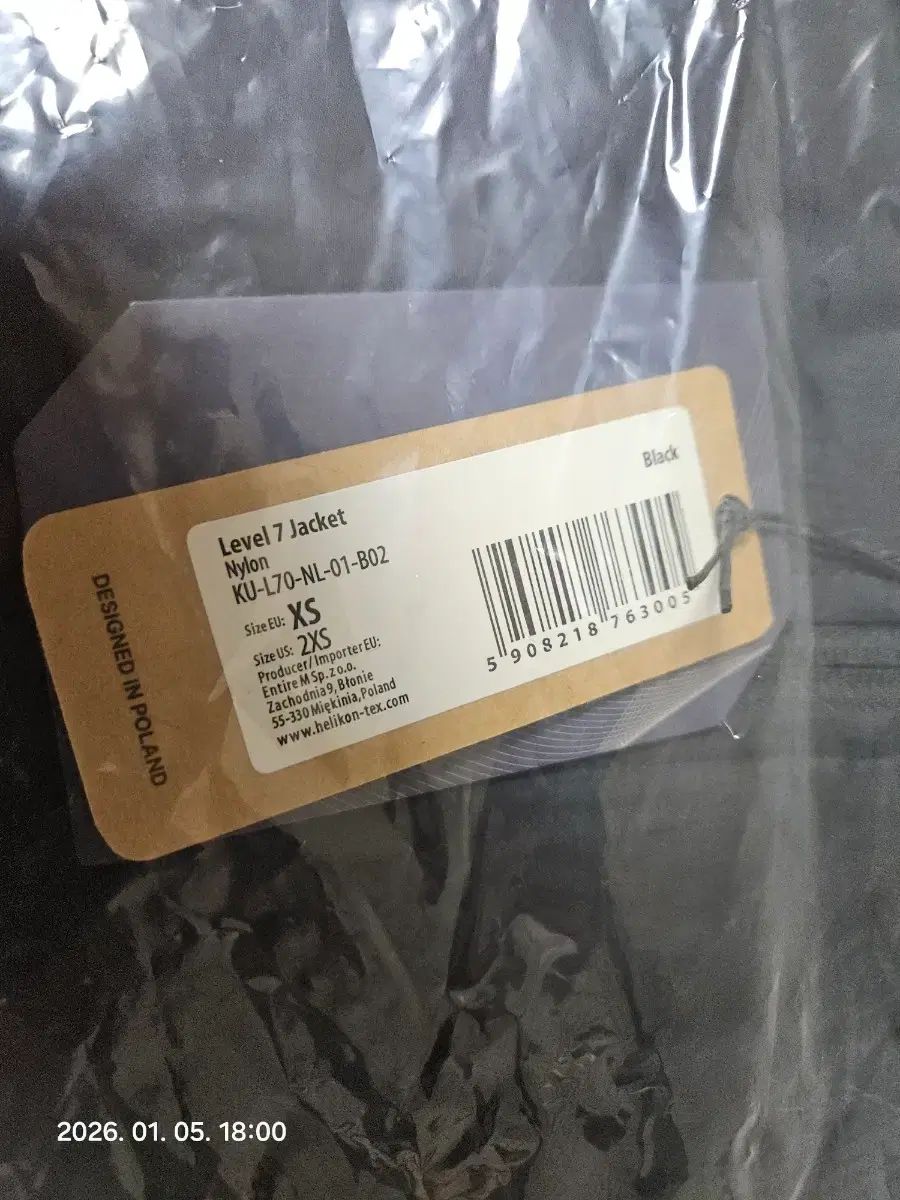 Black
Level 7 Jacket
Nylon
KU-L70-NL-01-B02
Size EU: XS
Size US: 2XS
Producer/Importer EU:
Entire M Sp. z o.o.
Zachodnia 9, Błonie
55-330 Miękinia, Poland
www.helikon-tex.com
5 908218 763005
DESIGNED IN POLAND
2026. 01. 05. 18:00